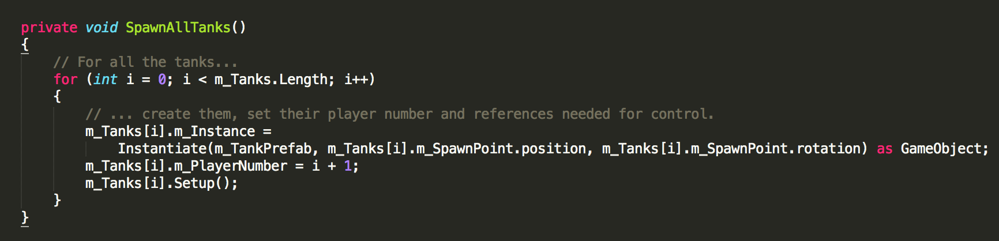 private void SpawnAllTanks()
{
    // For all the tanks...
    for (int i = 0; i < m_Tanks.Length; i++)
    {
        // ... create them, set their player number and references needed for control.
        m_Tanks[i].m_Instance =
            Instantiate(m_TankPrefab, m_Tanks[i].m_SpawnPoint.position, m_Tanks[i].m_SpawnPoint.rotation) as GameObject;
        m_Tanks[i].m_PlayerNumber = i + 1;
        m_Tanks[i].Setup();
    }
}